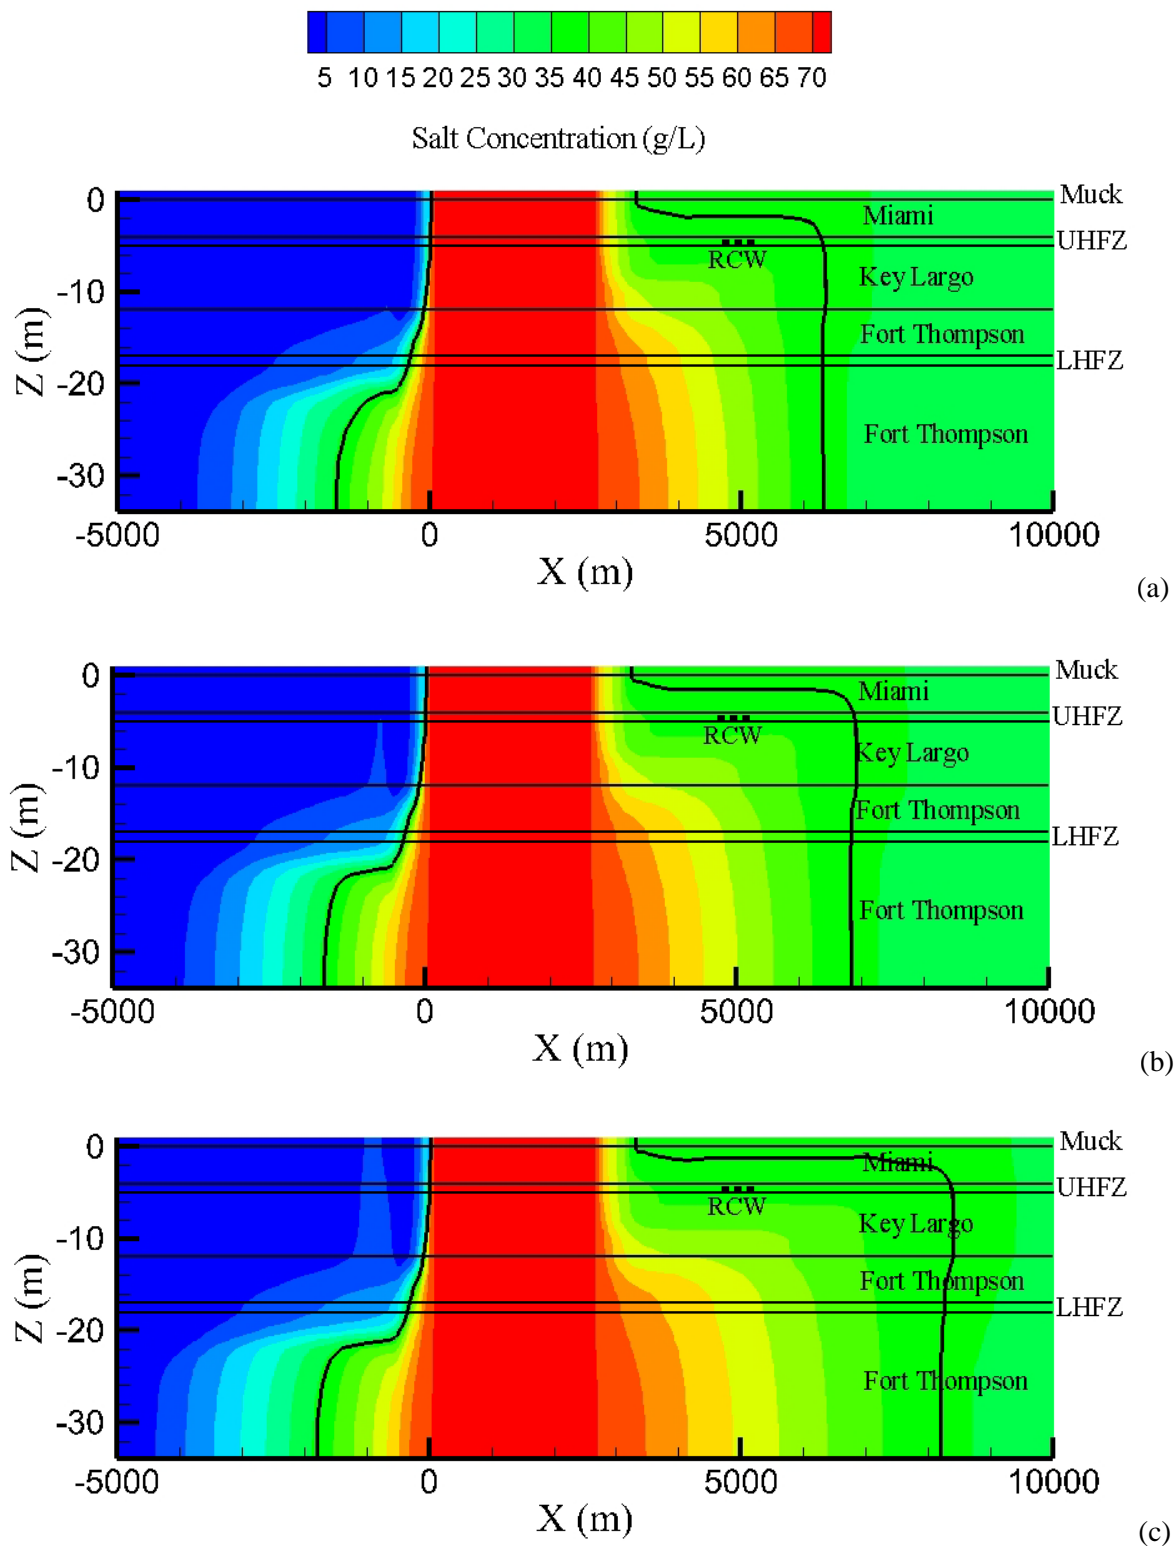 5 10 15 20 25 30 35 40 45 50 55 60 65 70
Salt Concentration (g/L)
0
-10
-20
-30
Z (m)
Muck
Miami
UHFZ
RCW
Key Largo
Fort Thompson
LHFZ
Fort Thompson
-5000 0 5000 10000
X (m)
(a)
0
-10
-20
-30
Z (m)
Muck
Miami
UHFZ
RCW
Key Largo
Fort Thompson
LHFZ
Fort Thompson
-5000 0 5000 10000
X (m)
(b)
0
-10
-20
-30
Z (m)
Muck
Miami
UHFZ
RCW
Key Largo
Fort Thompson
LHFZ
Fort Thompson
-5000 0 5000 10000
X (m)
(c)